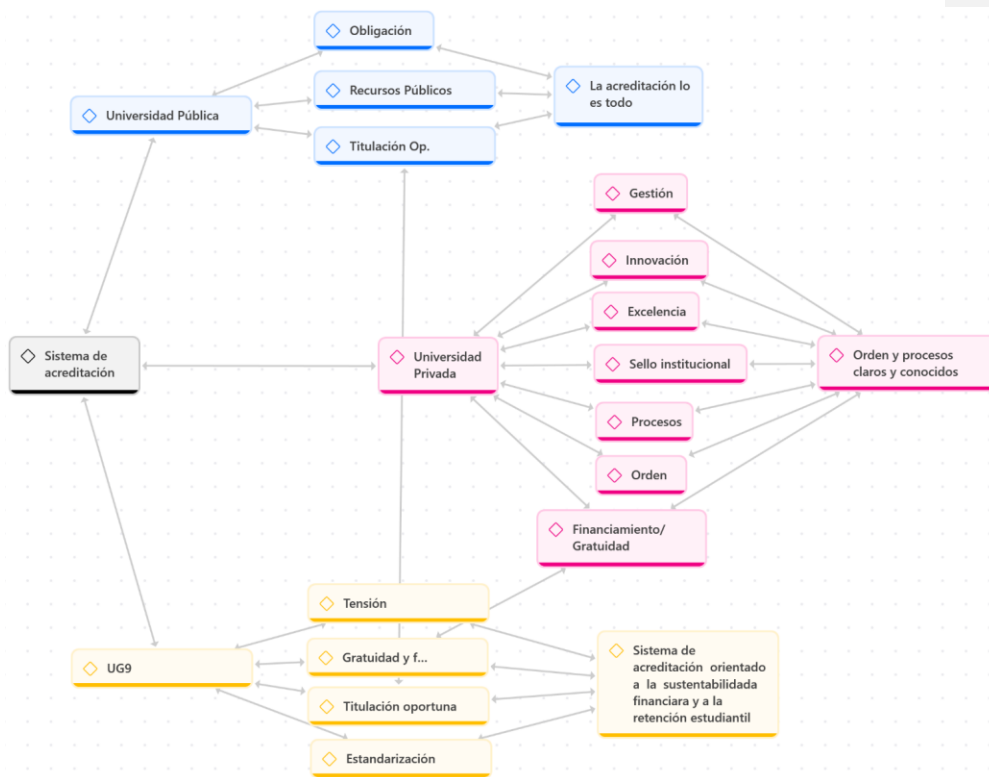 Obligación
Recursos Públicos
La acreditación lo
es todo
Universidad Pública
Titulación Op.
Gestión
Innovación
Excelencia
Sistema de
acreditación
Universidad
Privada
Sello institucional
Orden y procesos
claros y conocidos
Procesos
Orden
Financiamiento/
Gratuidad
Tensión
UG9
Gratuidad y f...
Titulación oportuna
Estandarización
Sistema de
acreditación orientado
a la sustentabilidada
financiara y a la
retención estudiantil